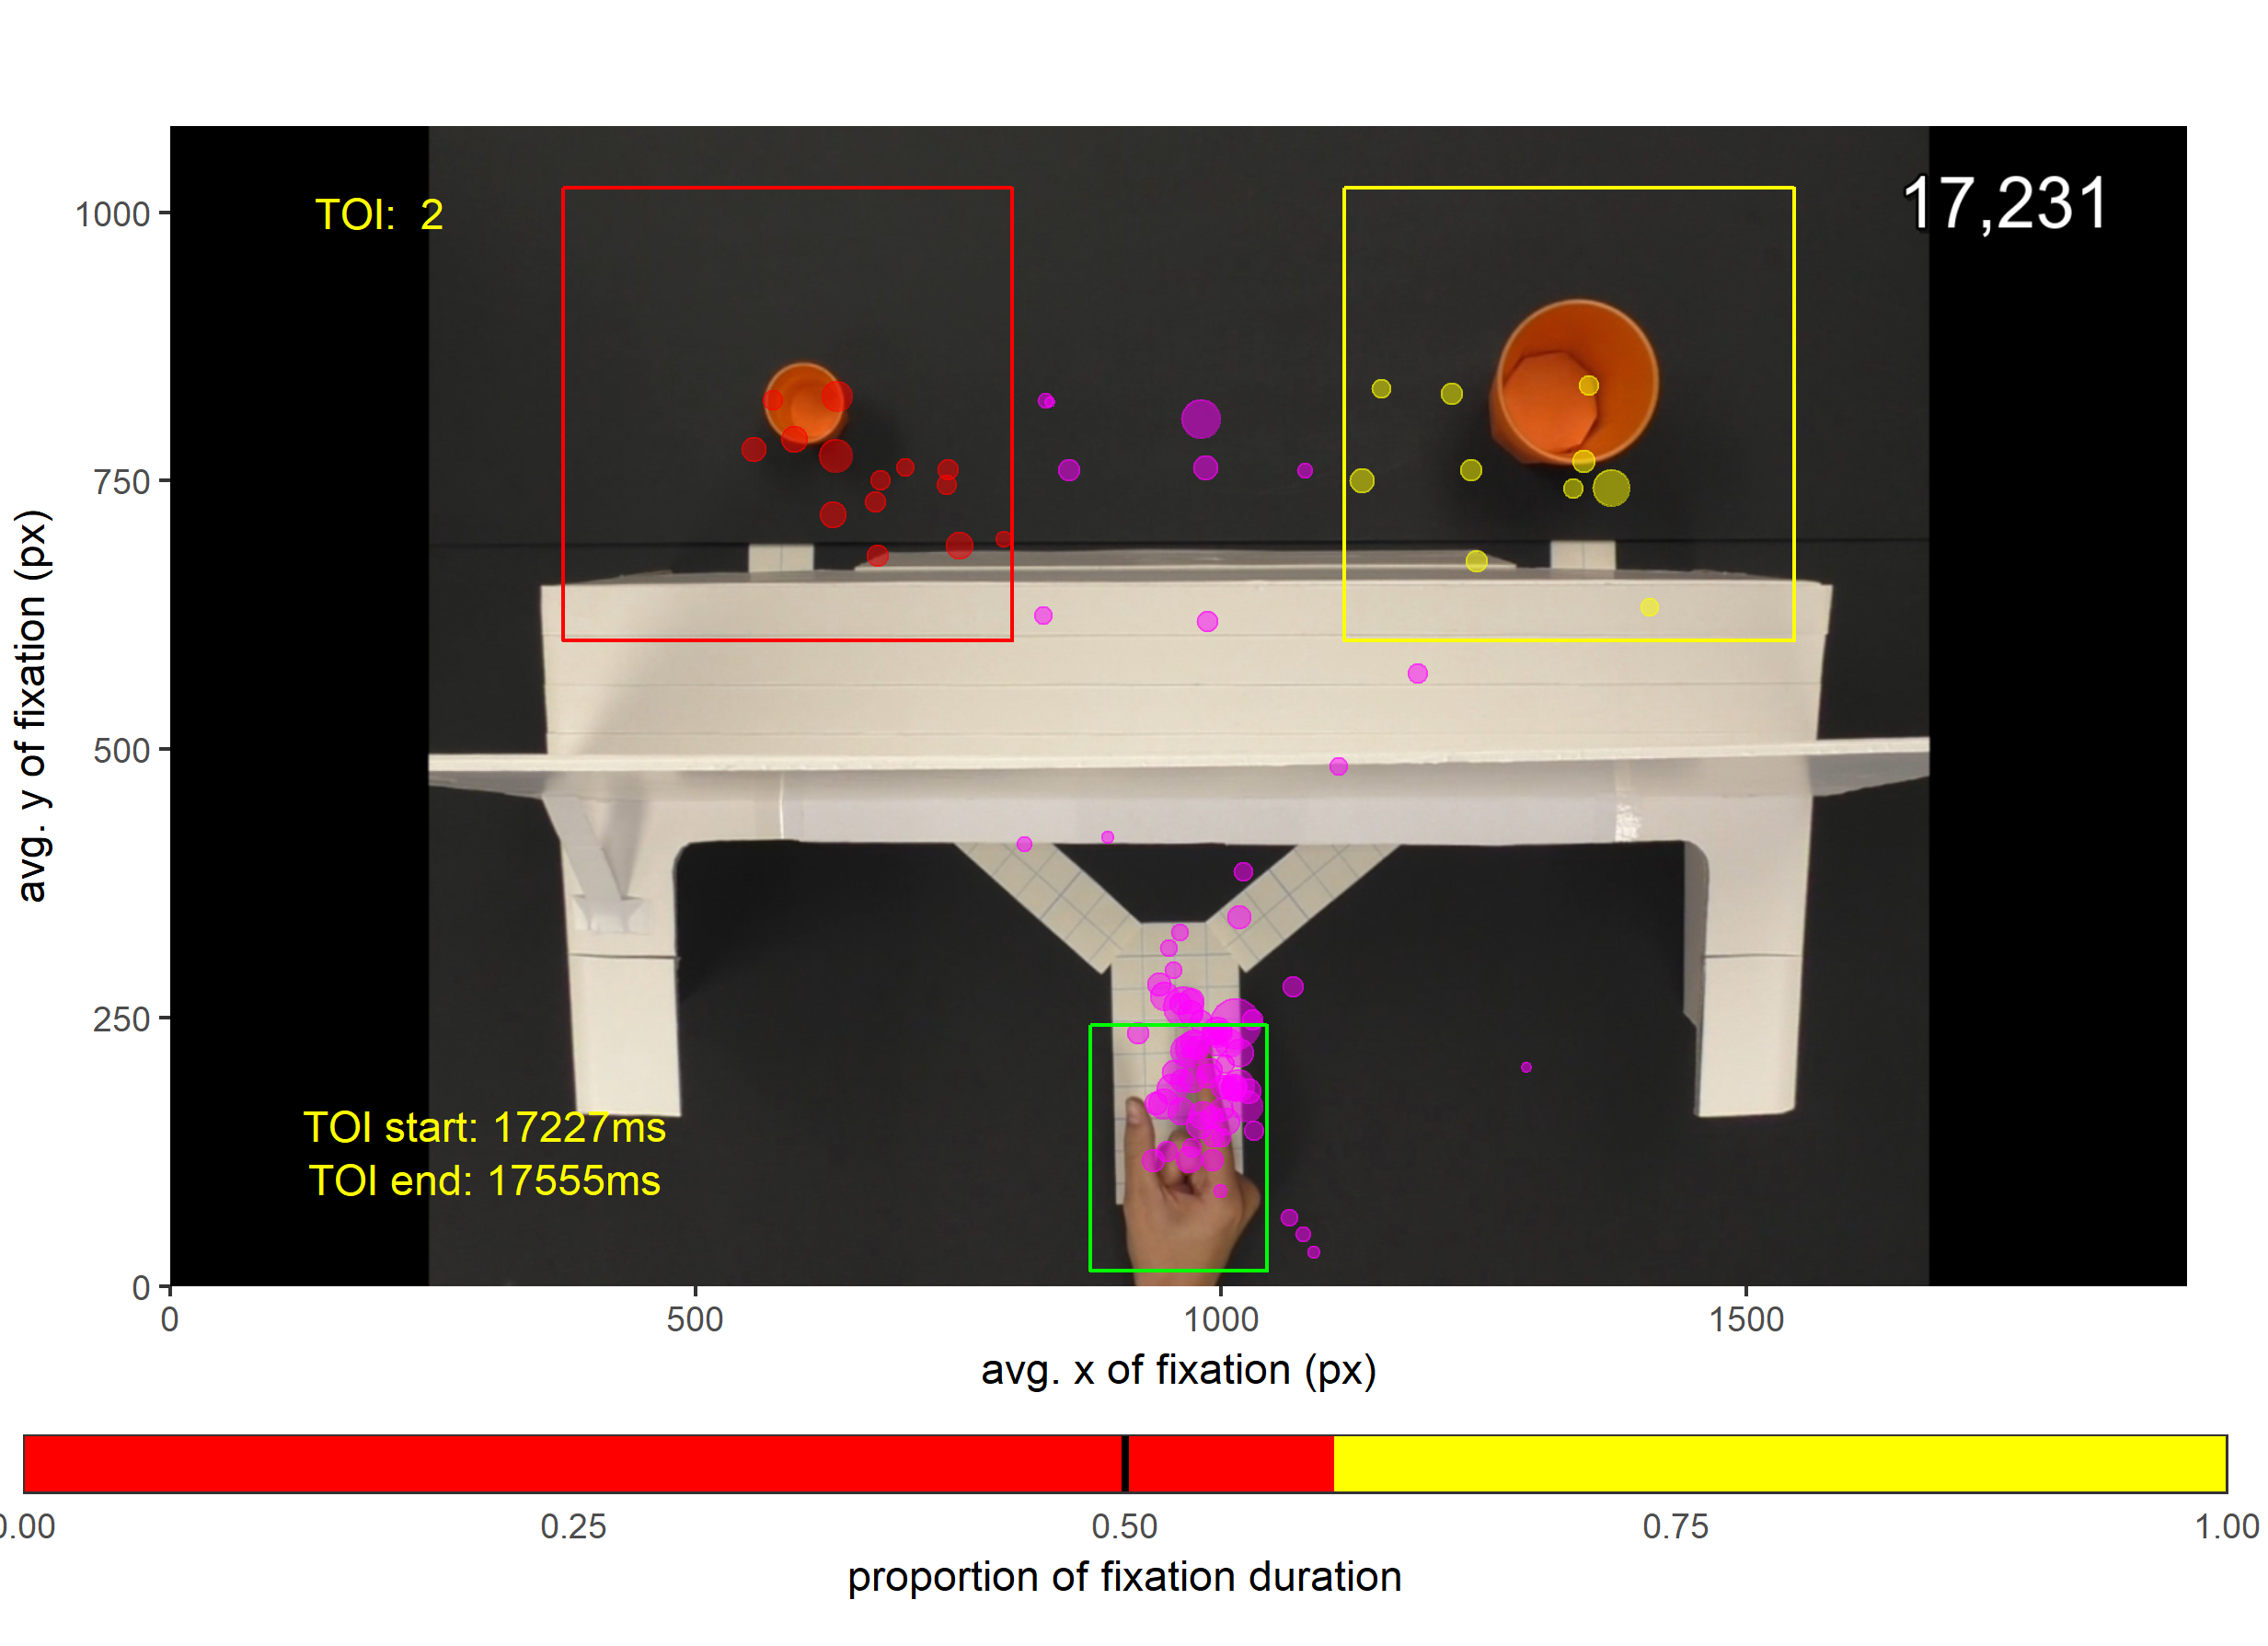 TOI:  2
17,231
1000
750
500
250
0
avg. y of fixation (px)
TOI start: 17227ms
TOI end: 17555ms
0
500
1000
1500
avg. x of fixation (px)
0.00
0.25
0.50
0.75
1.00
proportion of fixation duration